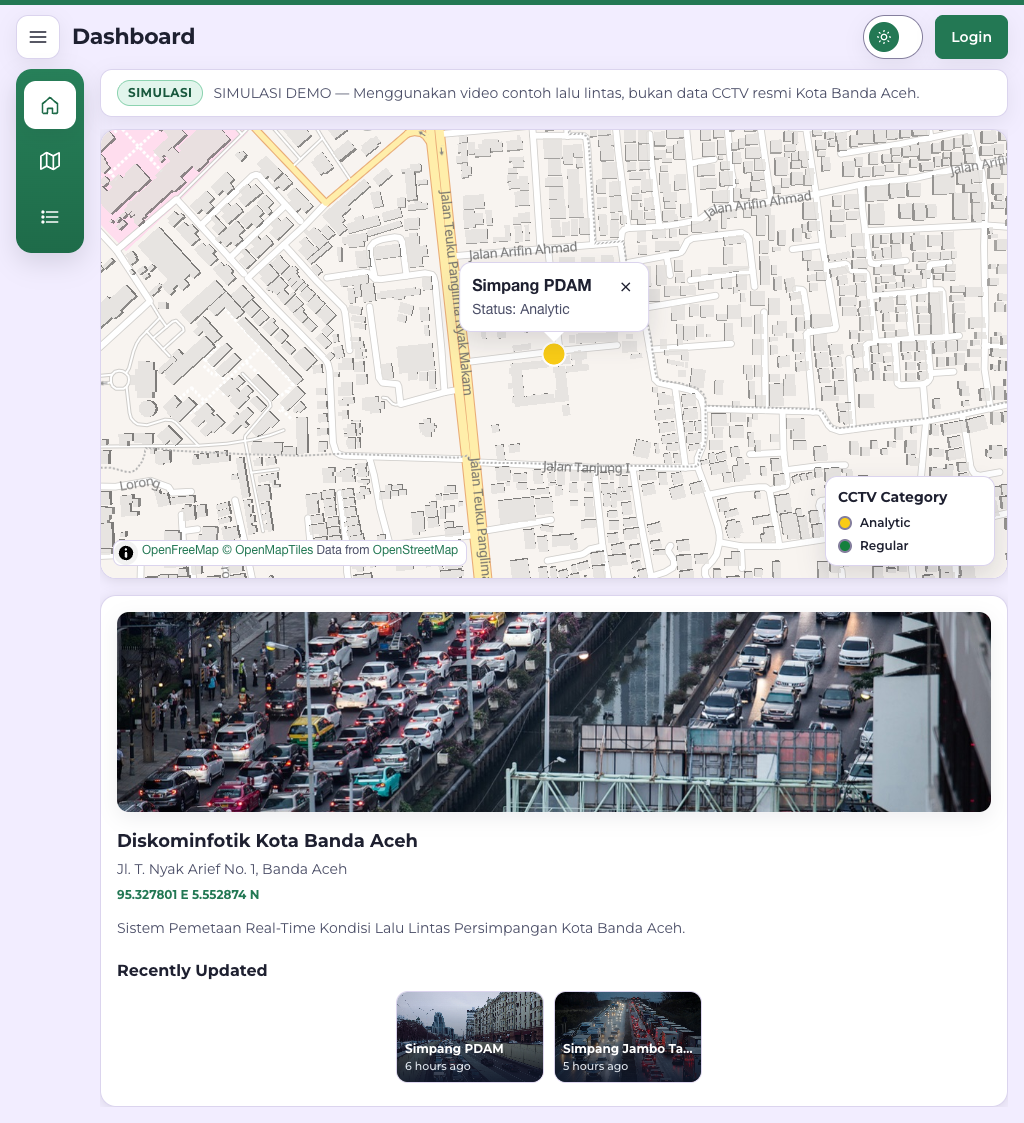 Dashboard
Login
SIMULASI
SIMULASI DEMO — Menggunakan video contoh lalu lintas, bukan data CCTV resmi Kota Banda Aceh.
Jalan Arifin Ahmad
Jalan Arifin Ahmad
Jalan Teuku Panglima Nyak Makam
Simpang PDAM
Status: Analytic
Jalan Tanjung I
Jalan Teuku Panglima
Lorong
CCTV Category
Analytic
Regular
OpenFreeMap © OpenMapTiles Data from OpenStreetMap
Diskominfotik Kota Banda Aceh
Jl. T. Nyak Arief No. 1, Banda Aceh
95.327801 E 5.552874 N
Sistem Pemetaan Real-Time Kondisi Lalu Lintas Persimpangan Kota Banda Aceh.
Recently Updated
Simpang PDAM
6 hours ago
Simpang Jambo Ta...
5 hours ago